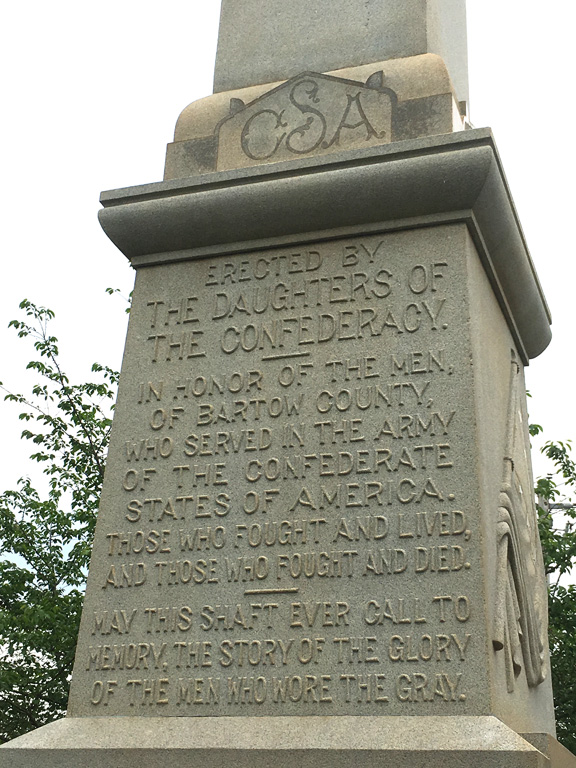 CSA
ERECTED BY
THE DAUGHTERS OF
THE CONFEDERACY.
IN HONOR OF THE MEN,
OF BARTOW COUNTY,
WHO SERVED IN THE ARMY
OF THE CONFEDERATE
STATES OF AMERICA.
THOSE WHO FOUGHT AND LIVED,
AND THOSE WHO FOUGHT AND DIED.
MAY THIS SHAFT EVER CALL TO
MEMORY, THE STORY OF THE GLORY
OF THE MEN WHO WORE THE GRAY.